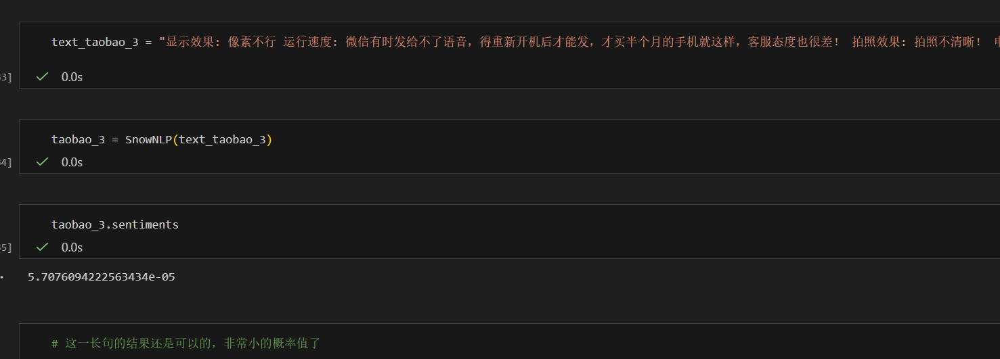 text_taobao_3 = "显示效果: 像素不行 运行速度: 微信有时发给不了语音，得重新开机后才能发，才买半个月的手机就这样，客服态度也很差！ 拍照效果: 拍照不清晰！
3]
0.0s
taobao_3 = SnowNLP(text_taobao_3)
4]
0.0s
taobao_3.sentiments
5]
0.0s
5.7076094222563434e-05
# 这一长句的结果还是可以的，非常小的概率值了